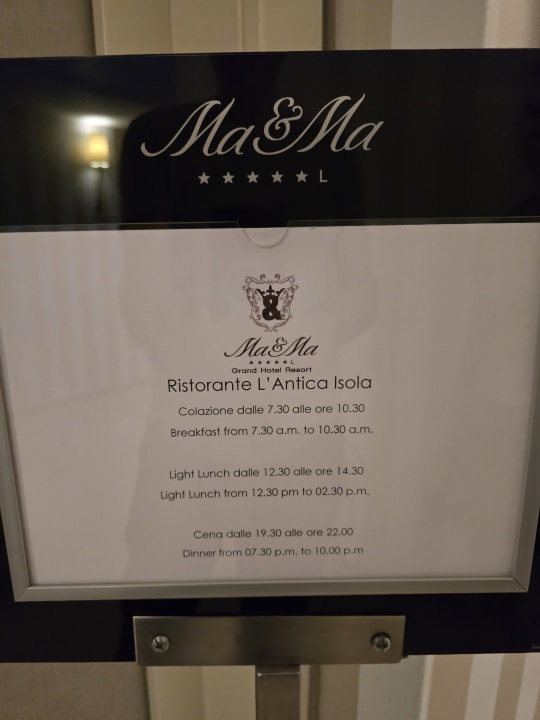 Ma&Ma
★★★★★L
&
Ma&Ma
★★★★★L
Grand Hotel Resort
Ristorante L'Antica Isola
Colazione dalle 7.30 alle ore 10.30
Breakfast from 7.30 a.m. to 10.30 a.m.
Light Lunch dalle 12.30 alle ore 14.30
Light Lunch from 12.30 pm to 02.30 p.m.
Cena dalle 19.30 alle ore 22.00
Dinner from 07.30 p.m. to 10.00 p.m